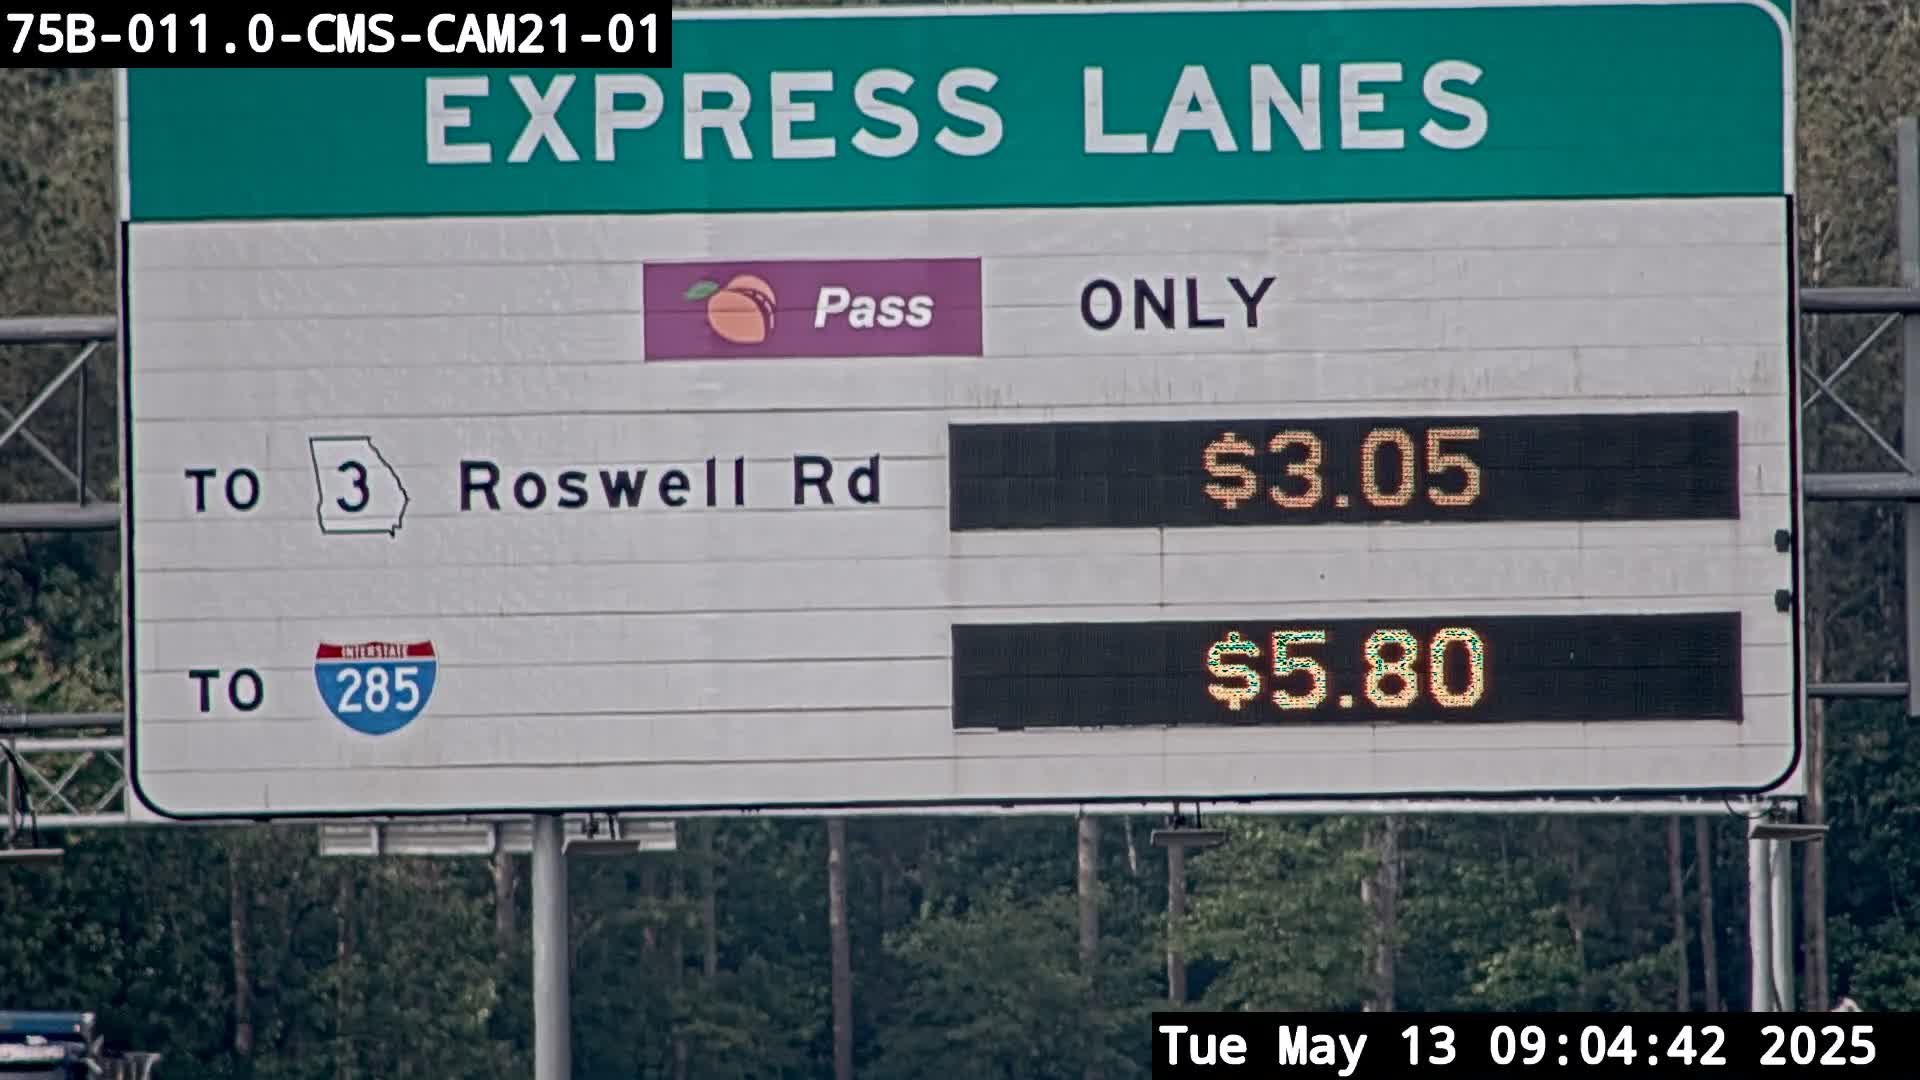 75B-011.0-CMS-CAM21-01
EXPRESS LANES
Pass ONLY
TO 3 Roswell Rd $3.05
INTERSTATE
TO 285 $5.80
Tue May 13 09:04:42 2025